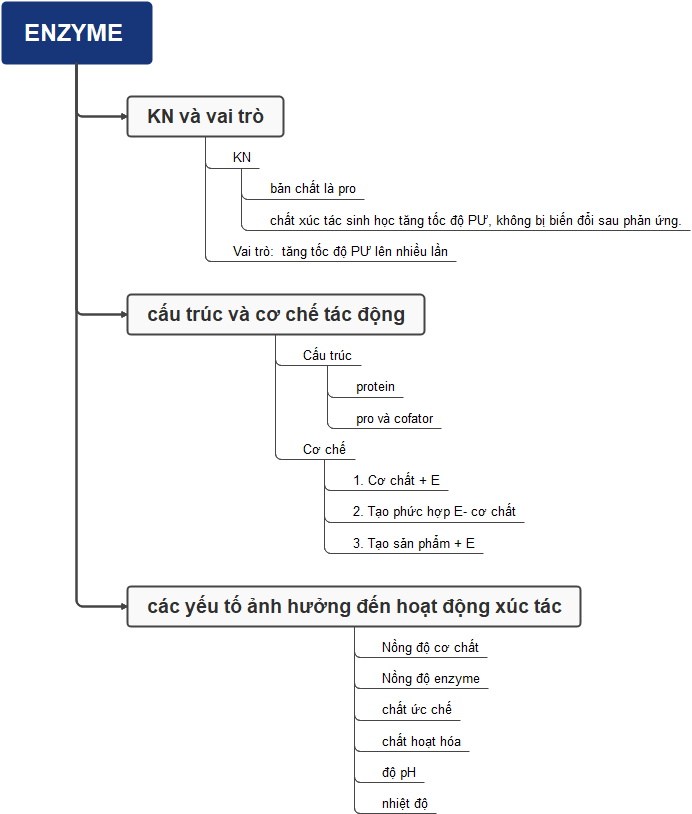 ENZYME
KN và vai trò
KN
bản chất là pro
chất xúc tác sinh học tăng tốc độ PƯ, không bị biến đổi sau phản ứng.
Vai trò: tăng tốc độ PƯ lên nhiều lần
cấu trúc và cơ chế tác động
Cấu trúc
protein
pro và cofator
Cơ chế
1. Cơ chất + E
2. Tạo phức hợp E- cơ chất
3. Tạo sản phẩm + E
các yếu tố ảnh hưởng đến hoạt động xúc tác
Nồng độ cơ chất
Nồng độ enzyme
chất ức chế
chất hoạt hóa
độ pH
nhiệt độ